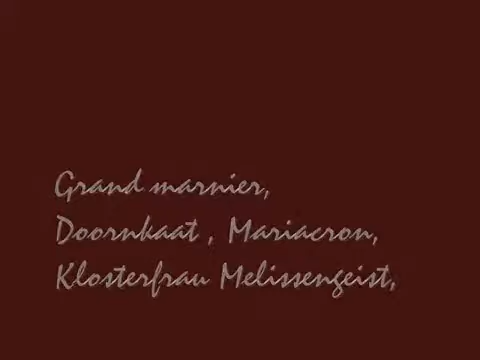 Grand marnier,
Doornkaat , Mariacron,
Klosterfrau Melissengeist,